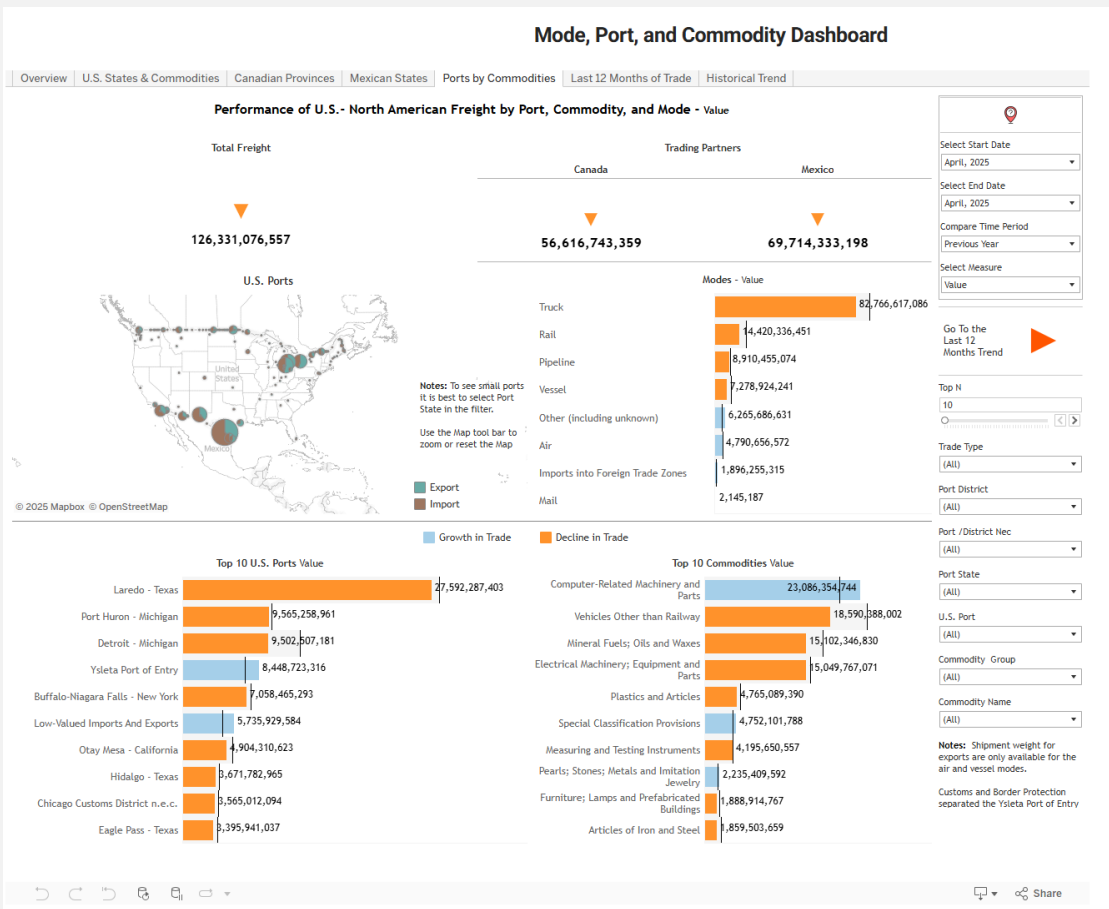 Mode, Port, and Commodity Dashboard
Overview
U.S. States & Commodities
Canadian Provinces
Mexican States
Ports by Commodities
Last 12 Months of Trade
Historical Trend
Performance of U.S.- North American Freight by Port, Commodity, and Mode - Value
Total Freight
126,331,076,557
Trading Partners
Canada
Mexico
56,616,743,359
69,714,333,198
U.S. Ports
United
States
Mexico
© 2025 Mapbox © OpenStreetMap
Notes: To see small ports
it is best to select Port
State in the filter.
Use the Map tool bar to
zoom or reset the Map
Export
Import
Modes - Value
Truck
82,766,617,086
Rail
14,420,336,451
Pipeline
8,910,455,074
Vessel
7,278,924,241
Other (including unknown)
6,265,686,631
Air
4,790,656,572
Imports into Foreign Trade Zones
1,896,255,315
Mail
2,145,187
Growth in Trade
Decline in Trade
Top 10 U.S. Ports Value
Laredo - Texas
27,592,287,403
Port Huron - Michigan
9,565,258,961
Detroit - Michigan
9,502,507,181
Ysleta Port of Entry
8,448,723,316
Buffalo-Niagara Falls - New York
7,058,465,293
Low-Valued Imports And Exports
5,735,929,584
Otay Mesa - California
4,904,310,623
Hidalgo - Texas
3,671,782,965
Chicago Customs District n.e.c.
3,565,012,094
Eagle Pass - Texas
3,395,941,037
Top 10 Commodities Value
Computer-Related Machinery and
Parts
23,086,354,744
Vehicles Other than Railway
18,590,388,002
Mineral Fuels; Oils and Waxes
15,102,346,830
Electrical Machinery; Equipment and
Parts
15,049,767,071
Plastics and Articles
4,765,089,390
Special Classification Provisions
4,752,101,788
Measuring and Testing Instruments
4,195,650,557
Pearls; Stones; Metals and Imitation
Jewelry
2,235,409,592
Furniture; Lamps and Prefabricated
Buildings
1,888,914,767
Articles of Iron and Steel
1,859,503,659
Select Start Date
April, 2025
Select End Date
April, 2025
Compare Time Period
Previous Year
Select Measure
Value
Go To the
Last 12
Months Trend
Top N
10
Trade Type
(All)
Port District
(All)
Port /District Nec
(All)
Port State
(All)
U.S. Port
(All)
Commodity Group
(All)
Commodity Name
(All)
Notes: Shipment weight for
exports are only available for the
air and vessel modes.
Customs and Border Protection
separated the Ysleta Port of Entry
Share